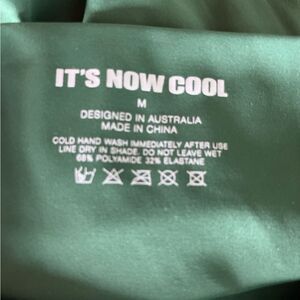 IT'S NOW COOL
M
DESIGNED IN AUSTRALIA
MADE IN CHINA
COLD HAND WASH IMMEDIATELY AFTER USE
LINE DRY IN SHADE. DO NOT LEAVE WET
68% POLYAMIDE 32% ELASTANE